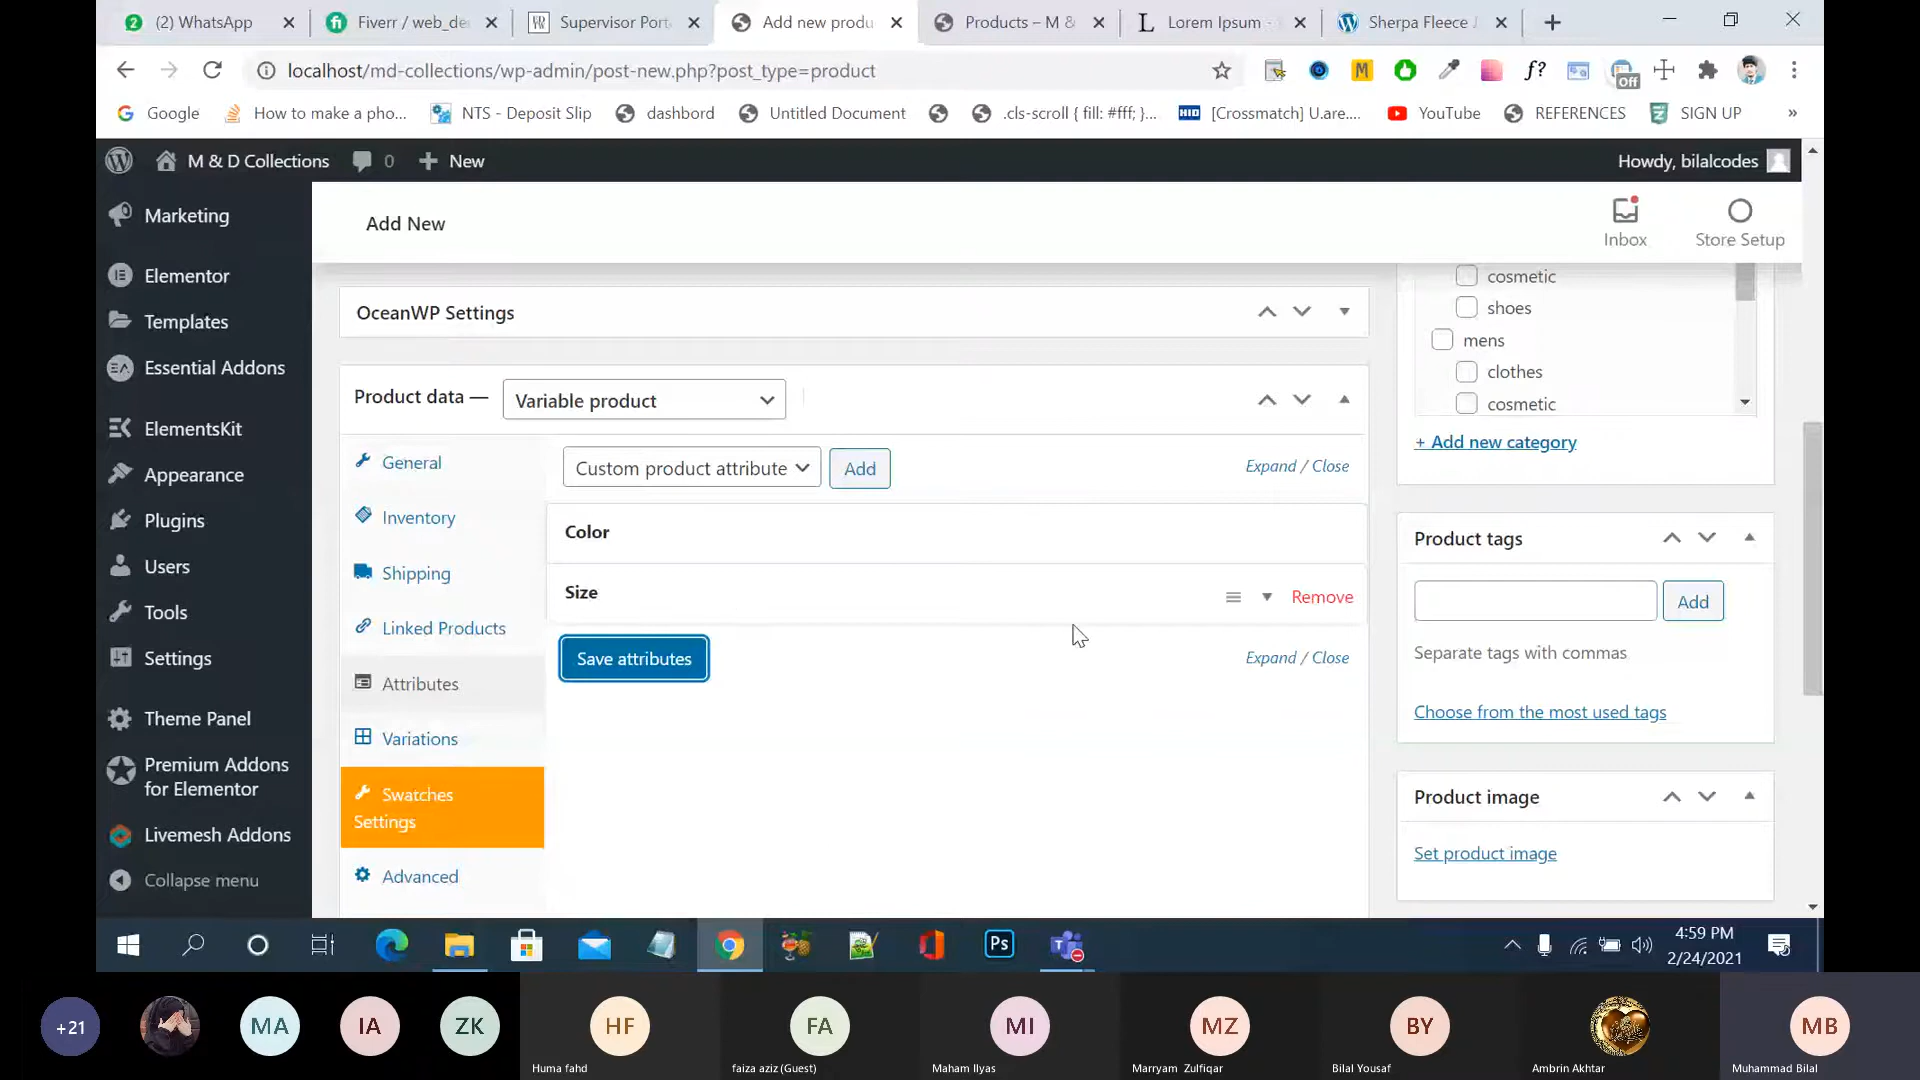 (2) WhatsApp
Fiverr / web_de
Supervisor Port
Add new produ
Products – M &
Lorem Ipsum -
Sherpa Fleece J
localhost/md-collections/wp-admin/post-new.php?post_type=product
M
f?
Off
Google
How to make a pho...
NTS - Deposit Slip
dashbord
Untitled Document
.cls-scroll { fill: #fff; }...
HID
[Crossmatch] U.are....
YouTube
REFERENCES
SIGN UP
»
M & D Collections
0
New
Howdy, bilalcodes
Marketing
Elementor
Templates
Essential Addons
ElementsKit
Appearance
Plugins
Users
Tools
Settings
Theme Panel
Premium Addons
for Elementor
Livemesh Addons
Collapse menu
Add New
Inbox
Store Setup
OceanWP Settings
Product data —
Variable product
General
Inventory
Shipping
Linked Products
Attributes
Variations
Swatches
Settings
Advanced
Custom product attribute
Add
Expand / Close
Color
Size
Remove
Save attributes
Expand / Close
cosmetic
shoes
mens
clothes
cosmetic
+ Add new category
Product tags
Add
Separate tags with commas
Choose from the most used tags
Product image
Set product image
Ps
4:59 PM
2/24/2021
+21
MA
IA
ZK
HF
Huma fahd
FA
faiza aziz (Guest)
MI
Maham Ilyas
MZ
Marryam Zulfiqar
BY
Bilal Yousaf
Ambrin Akhtar
MB
Muhammad Bilal